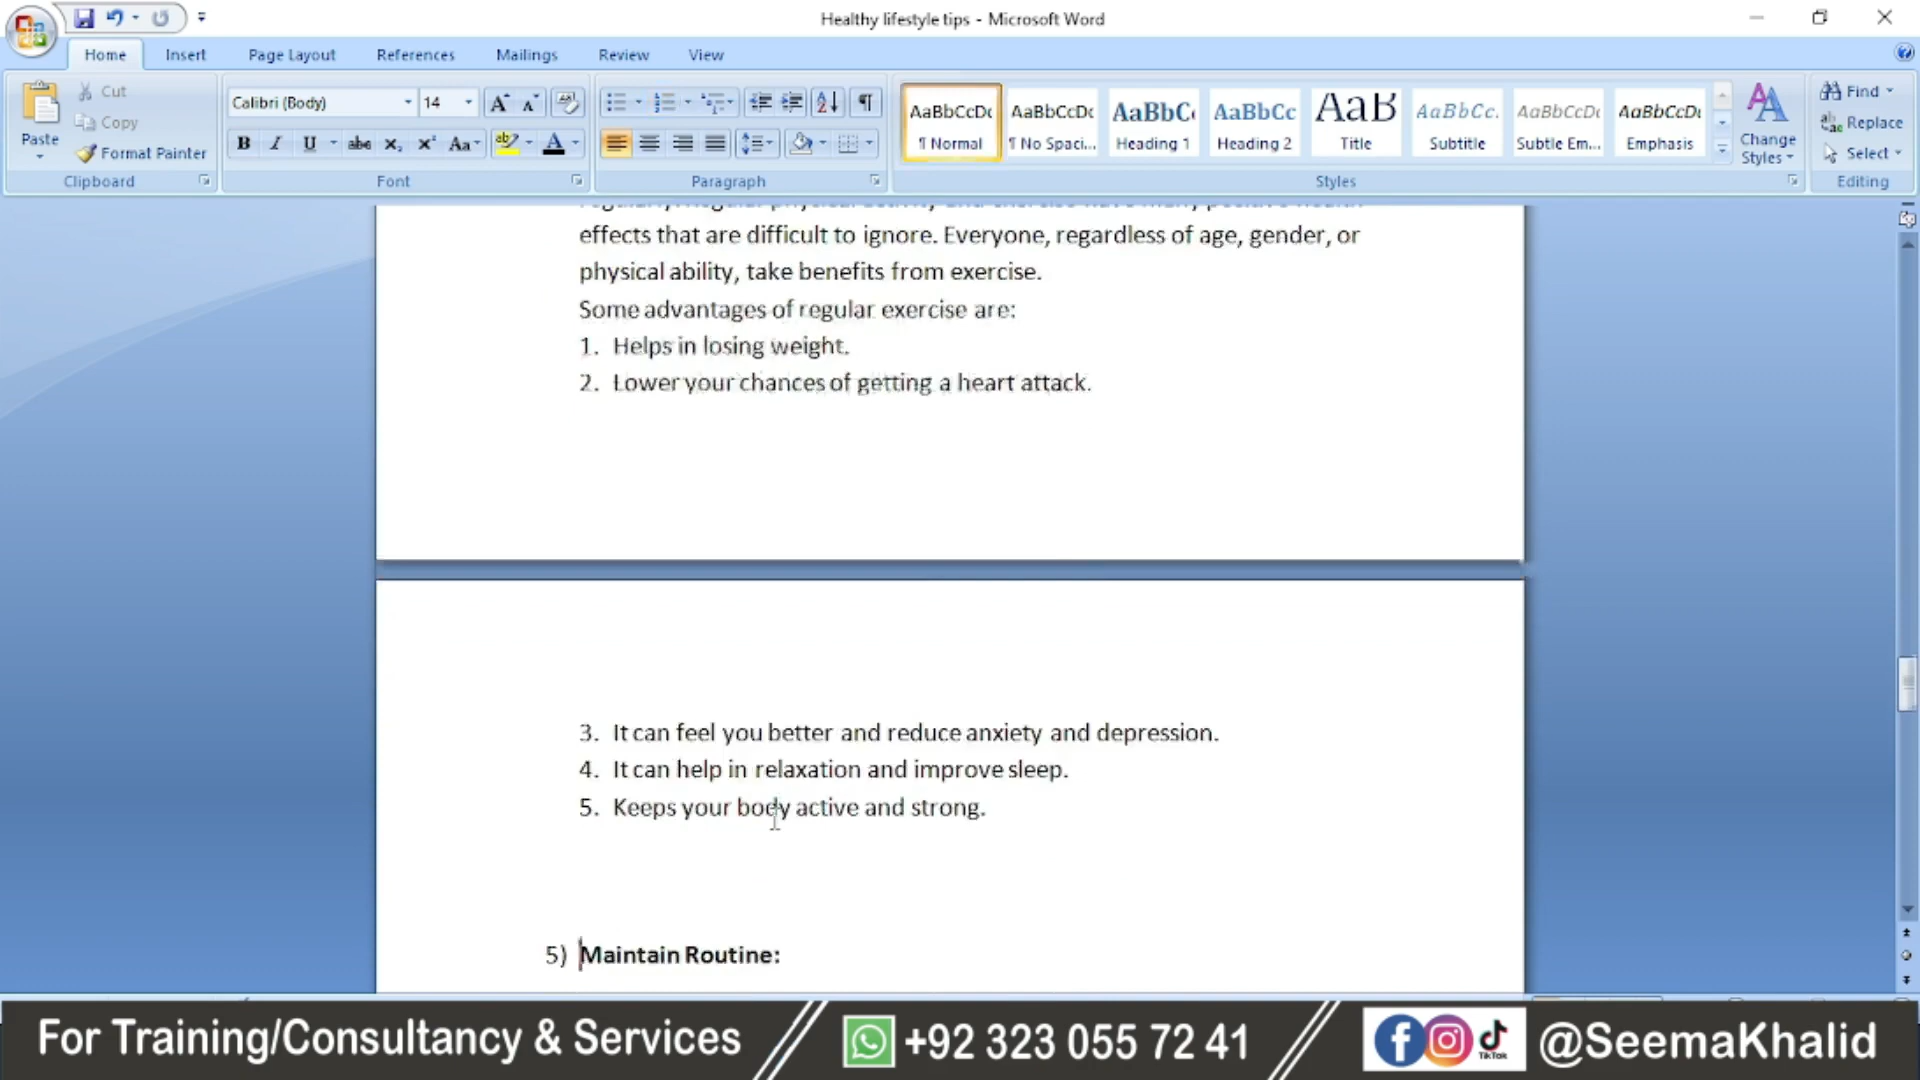 Healthy lifestyle tips - Microsoft Word
Home Insert Page Layout References Mailings Review View
Paste Cut Copy Format Painter
Calibri (Body) 14
B I U abc X₂ X² Aa A
AaBbCcDc AaBbCcDc AaBbC AaBbCc AaB AaBbCc. AaBbCcDc AaBbCcDc
¶ Normal ¶ No Spaci... Heading 1 Heading 2 Title Subtitle Subtle Em... Emphasis
Change Styles
Find Replace Select
Clipboard Font Paragraph Styles Editing
effects that are difficult to ignore. Everyone, regardless of age, gender, or
physical ability, take benefits from exercise.
Some advantages of regular exercise are:
1. Helps in losing weight.
2. Lower your chances of getting a heart attack.
3. It can feel you better and reduce anxiety and depression.
4. It can help in relaxation and improve sleep.
5. Keeps your body active and strong.
5) Maintain Routine:
For Training/Consultancy & Services +92 323 055 72 41 TikTok @SeemaKhalid